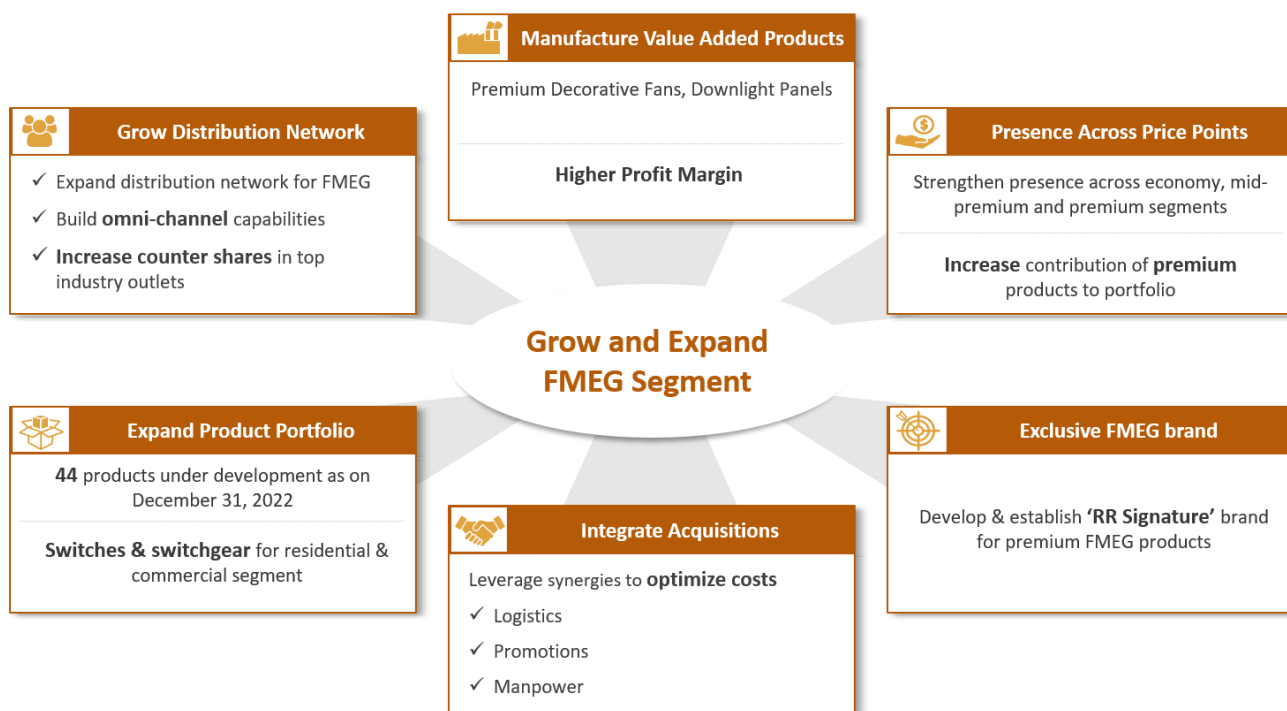 Manufacture Value Added Products
Premium Decorative Fans, Downlight Panels
Higher Profit Margin
Grow Distribution Network
✓ Expand distribution network for FMEG
✓ Build omni-channel capabilities
✓ Increase counter shares in top
industry outlets
Presence Across Price Points
Strengthen presence across economy, mid-
premium and premium segments
Increase contribution of premium
products to portfolio
Grow and Expand
FMEG Segment
Expand Product Portfolio
44 products under development as on
December 31, 2022
Switches & switchgear for residential &
commercial segment
Integrate Acquisitions
Leverage synergies to optimize costs
✓ Logistics
✓ Promotions
✓ Manpower
Exclusive FMEG brand
Develop & establish ‘RR Signature’ brand
for premium FMEG products